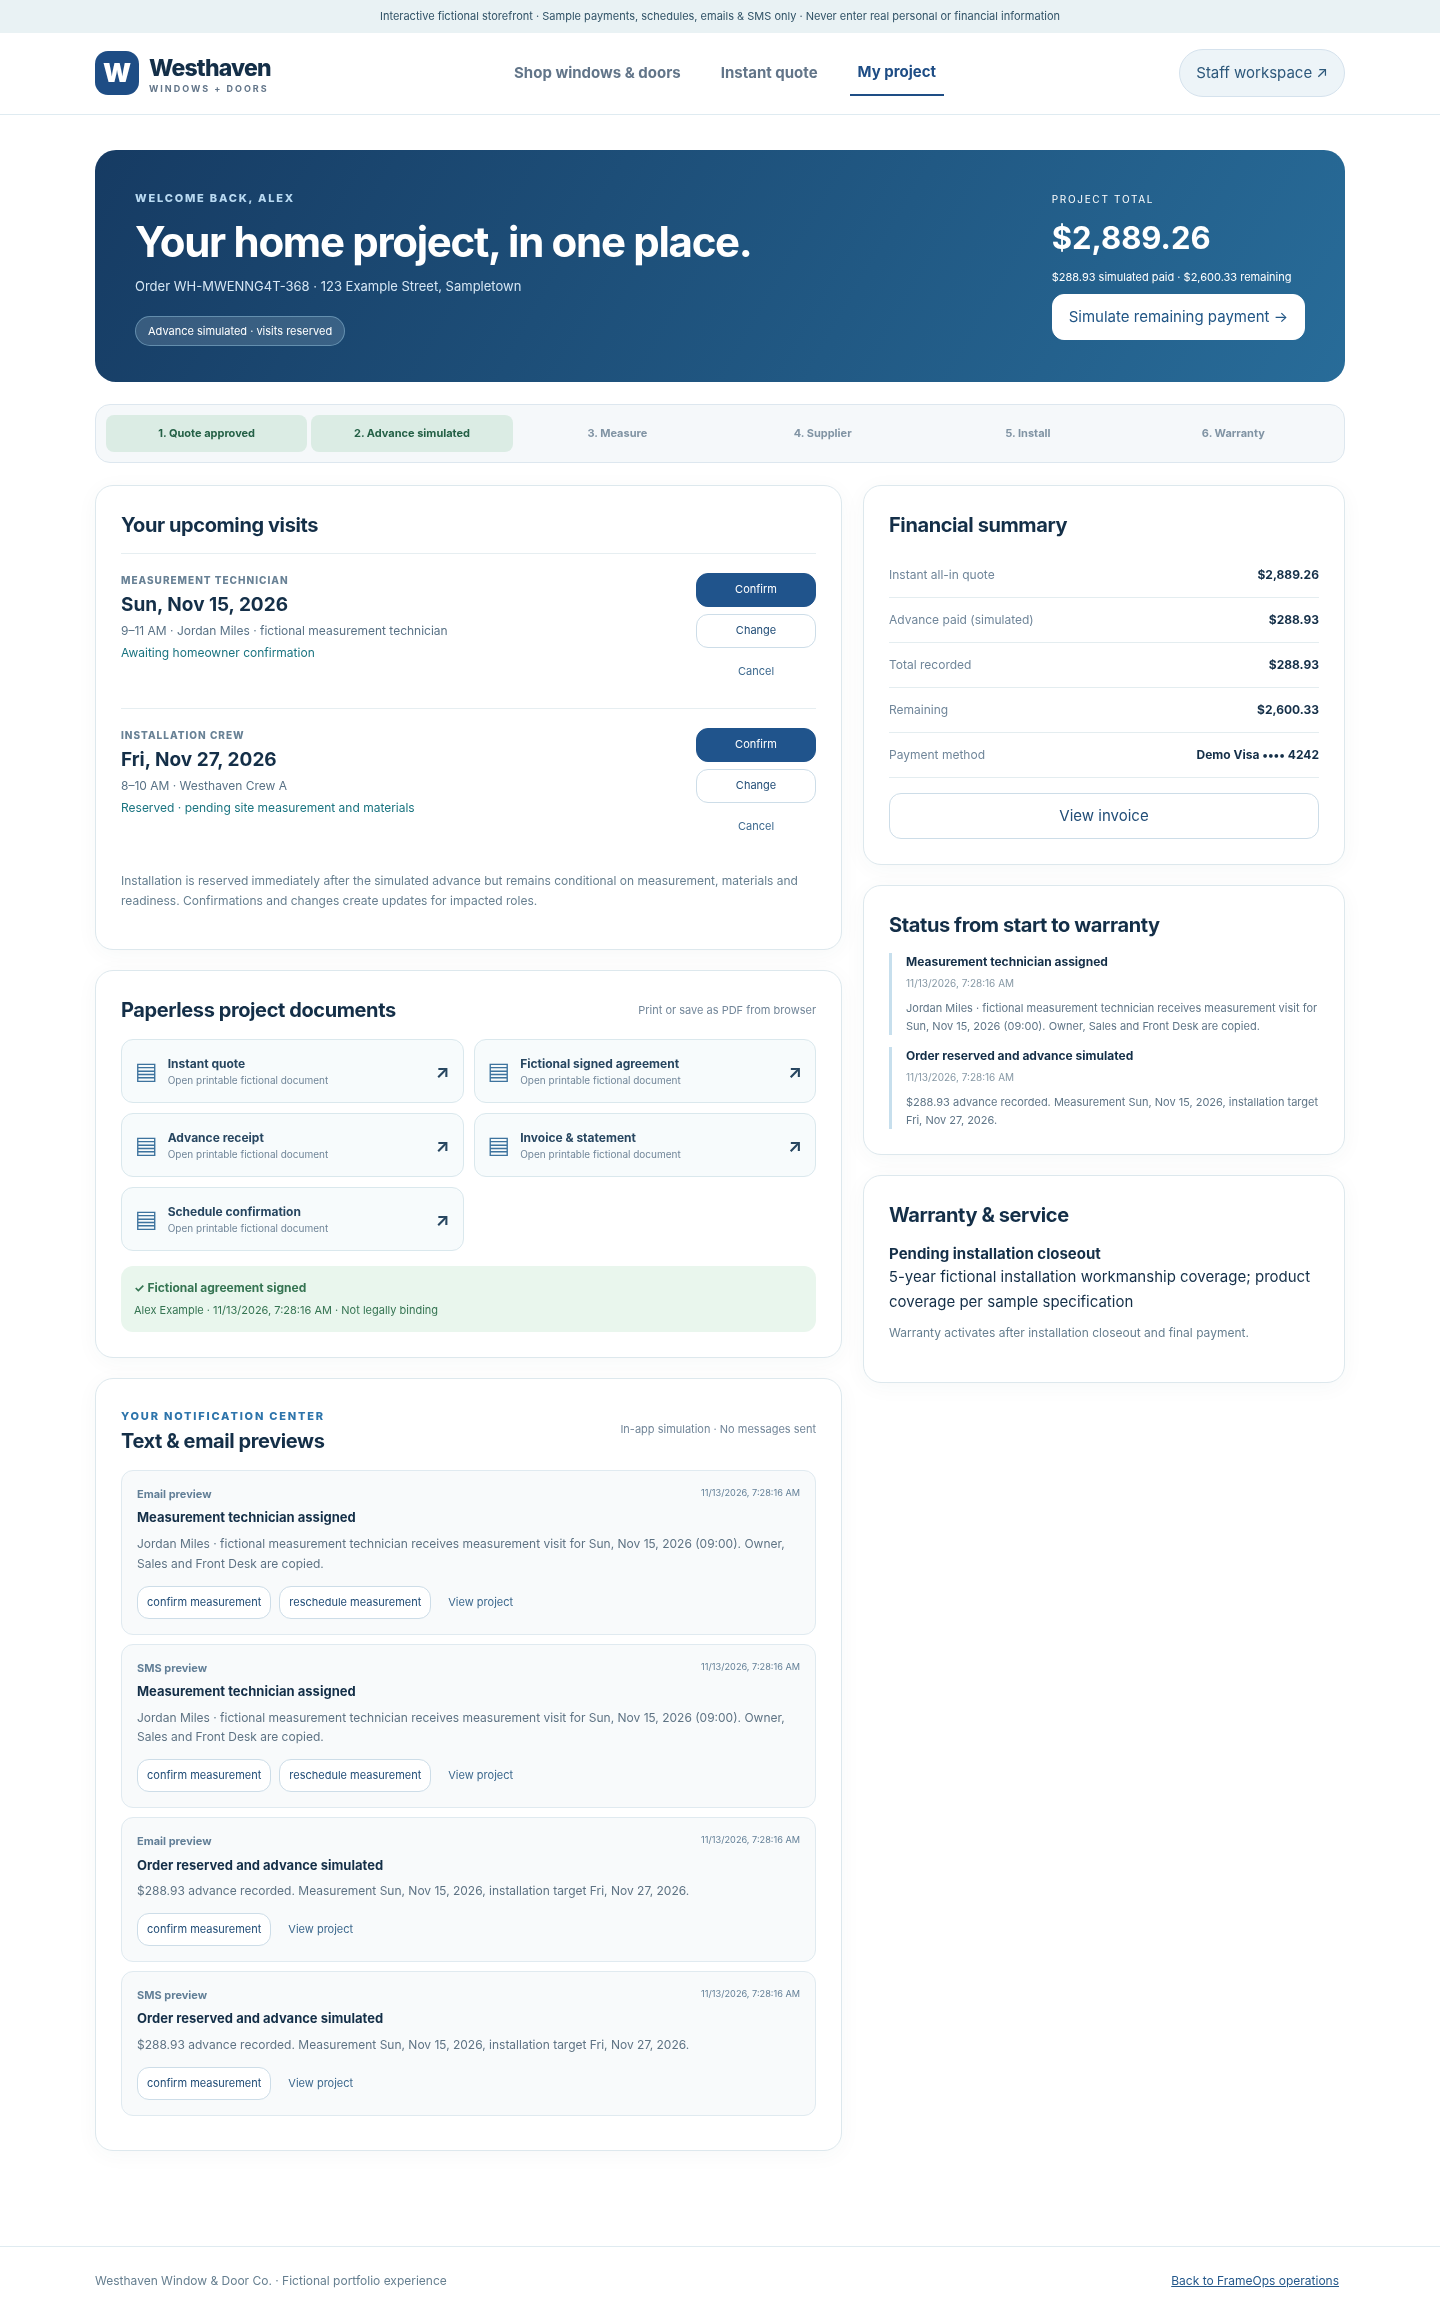 Interactive fictional storefront · Sample payments, schedules, emails & SMS only · Never enter real personal or financial information
W
Westhaven
WINDOWS + DOORS
Shop windows & doors
Instant quote
My project
Staff workspace ↗
WELCOME BACK, ALEX
Your home project, in one place.
Order WH-MWENNG4T-368 · 123 Example Street, Sampletown
Advance simulated · visits reserved
PROJECT TOTAL
$2,889.26
$288.93 simulated paid · $2,600.33 remaining
Simulate remaining payment →
1. Quote approved
2. Advance simulated
3. Measure
4. Supplier
5. Install
6. Warranty
Your upcoming visits
MEASUREMENT TECHNICIAN
Sun, Nov 15, 2026
9–11 AM · Jordan Miles · fictional measurement technician
Awaiting homeowner confirmation
Confirm
Change
Cancel
INSTALLATION CREW
Fri, Nov 27, 2026
8–10 AM · Westhaven Crew A
Reserved · pending site measurement and materials
Confirm
Change
Cancel
Installation is reserved immediately after the simulated advance but remains conditional on measurement, materials and
readiness. Confirmations and changes create updates for impacted roles.
Paperless project documents
Print or save as PDF from browser
Instant quote
Open printable fictional document
↗
Fictional signed agreement
Open printable fictional document
↗
Advance receipt
Open printable fictional document
↗
Invoice & statement
Open printable fictional document
↗
Schedule confirmation
Open printable fictional document
↗
✓ Fictional agreement signed
Alex Example · 11/13/2026, 7:28:16 AM · Not legally binding
YOUR NOTIFICATION CENTER
Text & email previews
In-app simulation · No messages sent
Email preview
11/13/2026, 7:28:16 AM
Measurement technician assigned
Jordan Miles · fictional measurement technician receives measurement visit for Sun, Nov 15, 2026 (09:00). Owner,
Sales and Front Desk are copied.
confirm measurement
reschedule measurement
View project
SMS preview
11/13/2026, 7:28:16 AM
Measurement technician assigned
Jordan Miles · fictional measurement technician receives measurement visit for Sun, Nov 15, 2026 (09:00). Owner,
Sales and Front Desk are copied.
confirm measurement
reschedule measurement
View project
Email preview
11/13/2026, 7:28:16 AM
Order reserved and advance simulated
$288.93 advance recorded. Measurement Sun, Nov 15, 2026, installation target Fri, Nov 27, 2026.
confirm measurement
View project
SMS preview
11/13/2026, 7:28:16 AM
Order reserved and advance simulated
$288.93 advance recorded. Measurement Sun, Nov 15, 2026, installation target Fri, Nov 27, 2026.
confirm measurement
View project
Financial summary
Instant all-in quote
$2,889.26
Advance paid (simulated)
$288.93
Total recorded
$288.93
Remaining
$2,600.33
Payment method
Demo Visa •••• 4242
View invoice
Status from start to warranty
Measurement technician assigned
11/13/2026, 7:28:16 AM
Jordan Miles · fictional measurement technician receives measurement visit for
Sun, Nov 15, 2026 (09:00). Owner, Sales and Front Desk are copied.
Order reserved and advance simulated
11/13/2026, 7:28:16 AM
$288.93 advance recorded. Measurement Sun, Nov 15, 2026, installation target
Fri, Nov 27, 2026.
Warranty & service
Pending installation closeout
5-year fictional installation workmanship coverage; product
coverage per sample specification
Warranty activates after installation closeout and final payment.
Westhaven Window & Door Co. · Fictional portfolio experience
Back to FrameOps operations